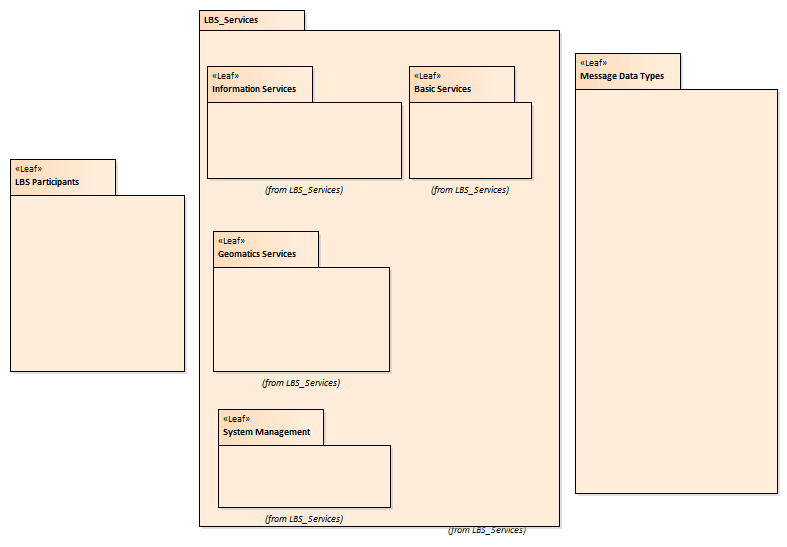 LBS_Services
«Leaf»
Information Services
(from LBS_Services)
«Leaf»
Basic Services
(from LBS_Services)
«Leaf»
Message Data Types
«Leaf»
LBS Participants
«Leaf»
Geomatics Services
(from LBS_Services)
«Leaf»
System Management
(from LBS_Services)
(from LBS_Services)